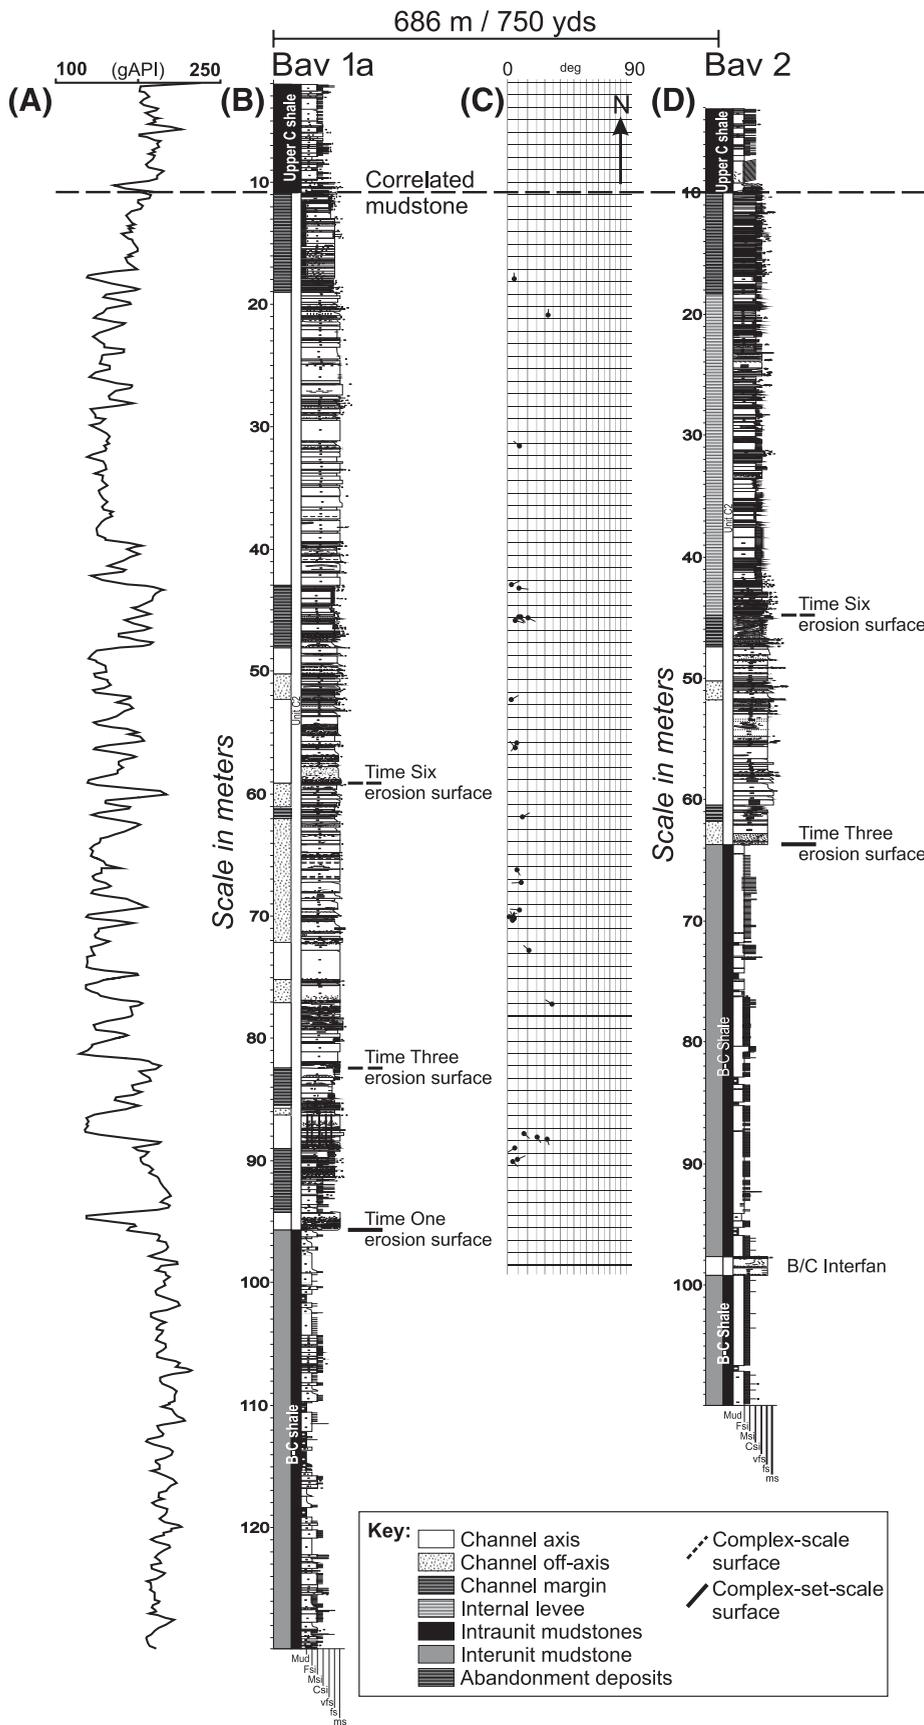 686 m / 750 yds
100 (gAPI) 250
Bav 1a
0 deg 90
Bav 2
(A)
(B)
(C)
(D)
N
Upper C shale
Upper C shale
Correlated
mudstone
10
20
30
40
50
60
70
80
90
100
110
120
Scale in meters
Unit C2
B-C shale
Time Six
erosion surface
Time Three
erosion surface
Time One
erosion surface
Mud
Fsi
Msi
Csi
vfs
fs
ms
10
20
30
40
50
60
70
80
90
100
Scale in meters
Unit C2
B-C Shale
B-C Shale
Time Six
erosion surface
Time Three
erosion surface
B/C Interfan
Mud
Fsi
Msi
Csi
vfs
fs
ms
Key:
Channel axis
Channel off-axis
Channel margin
Internal levee
Intraunit mudstones
Interunit mudstone
Abandonment deposits
Complex-scale
surface
Complex-set-scale
surface